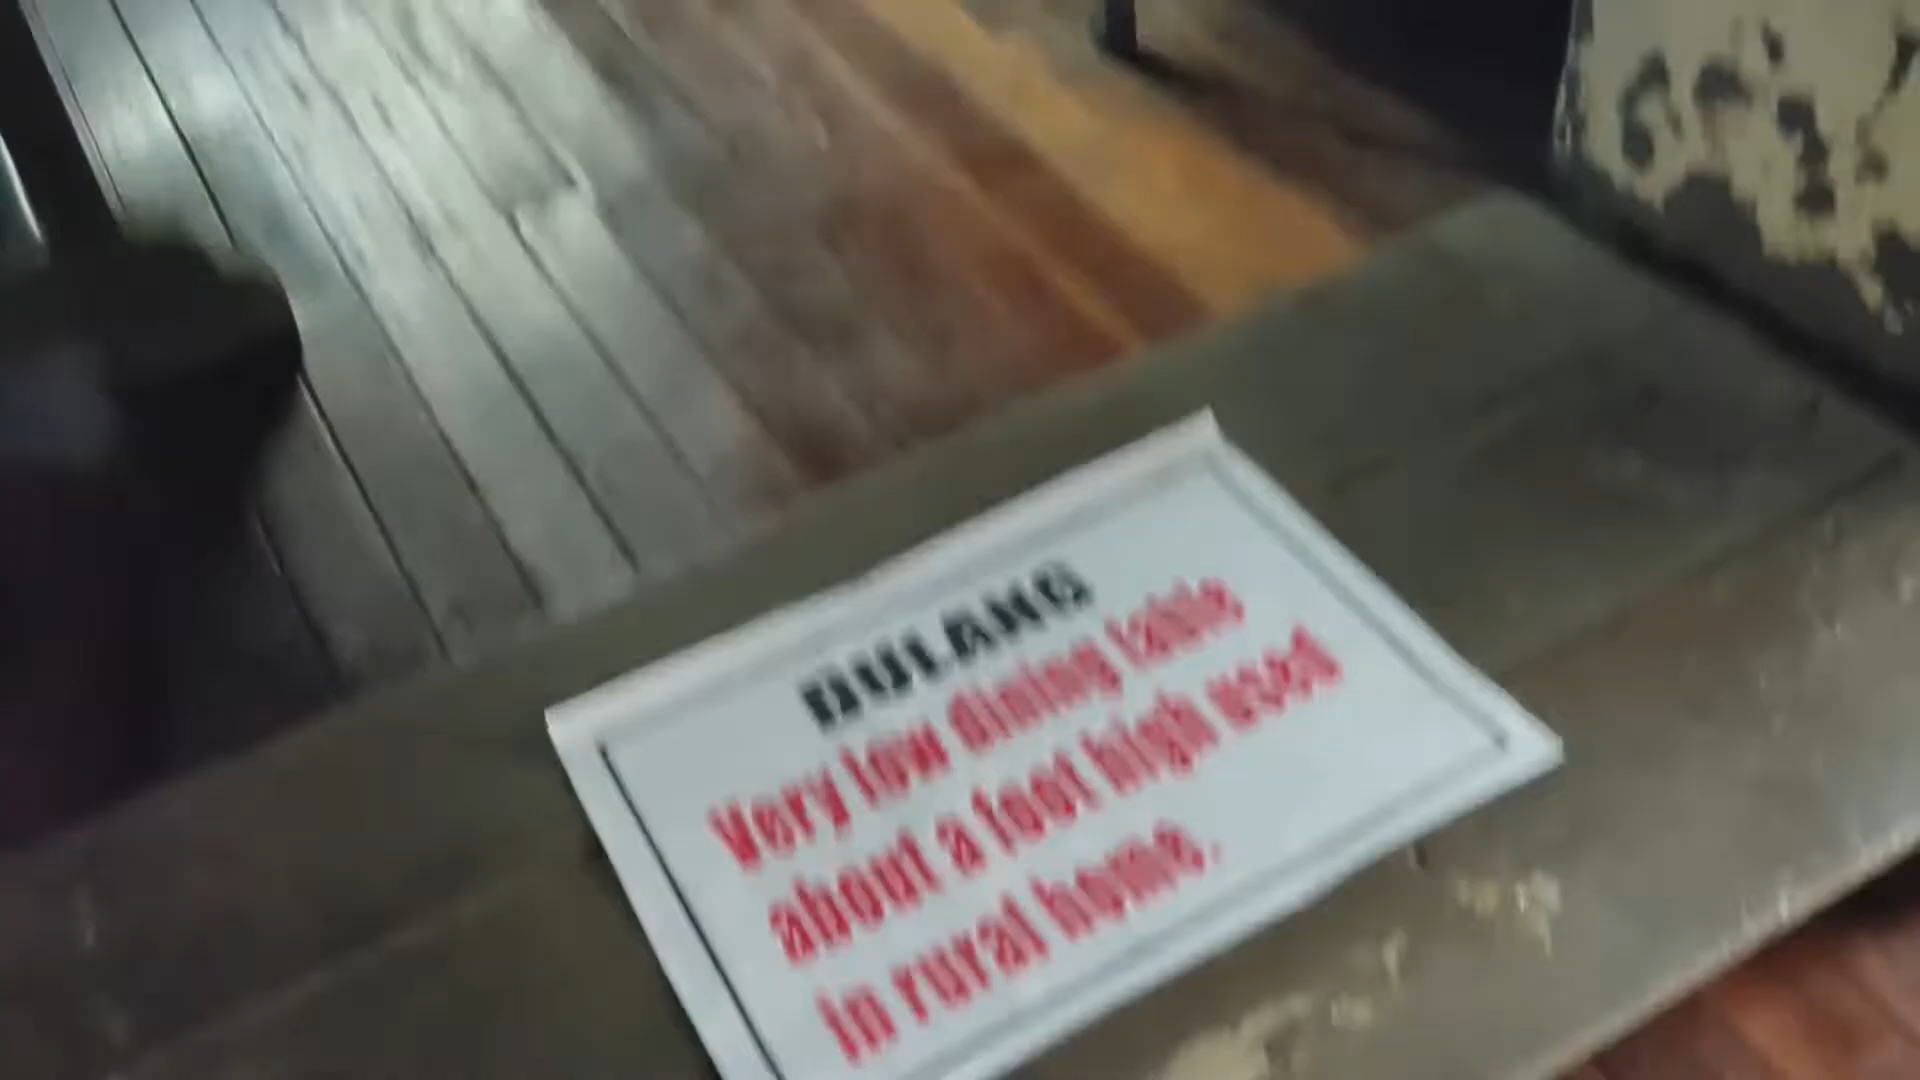 DULANG
Very low dining table
about a foot high used
in rural home.